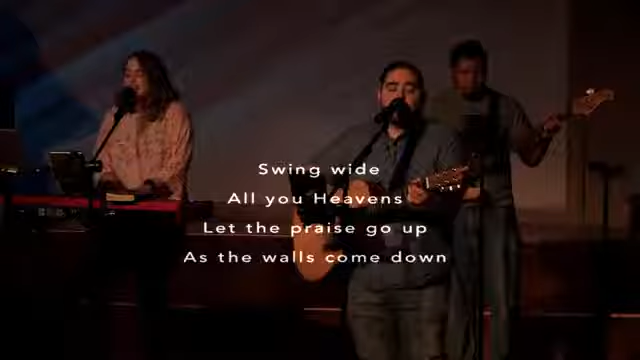 Swing wide
All you Heavens
Let the praise go up
As the walls come down